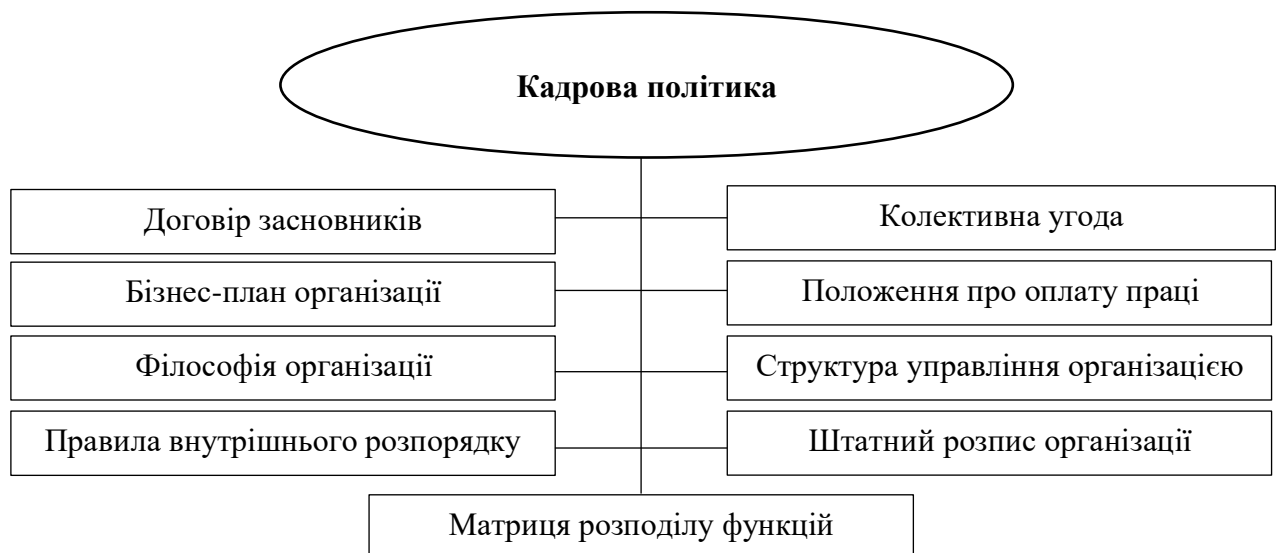 Кадрова політика
Договір засновників
Колективна угода
Бізнес-план організації
Положення про оплату праці
Філософія організації
Структура управління організацією
Правила внутрішнього розпорядку
Штатний розпис організації
Матриця розподілу функцій